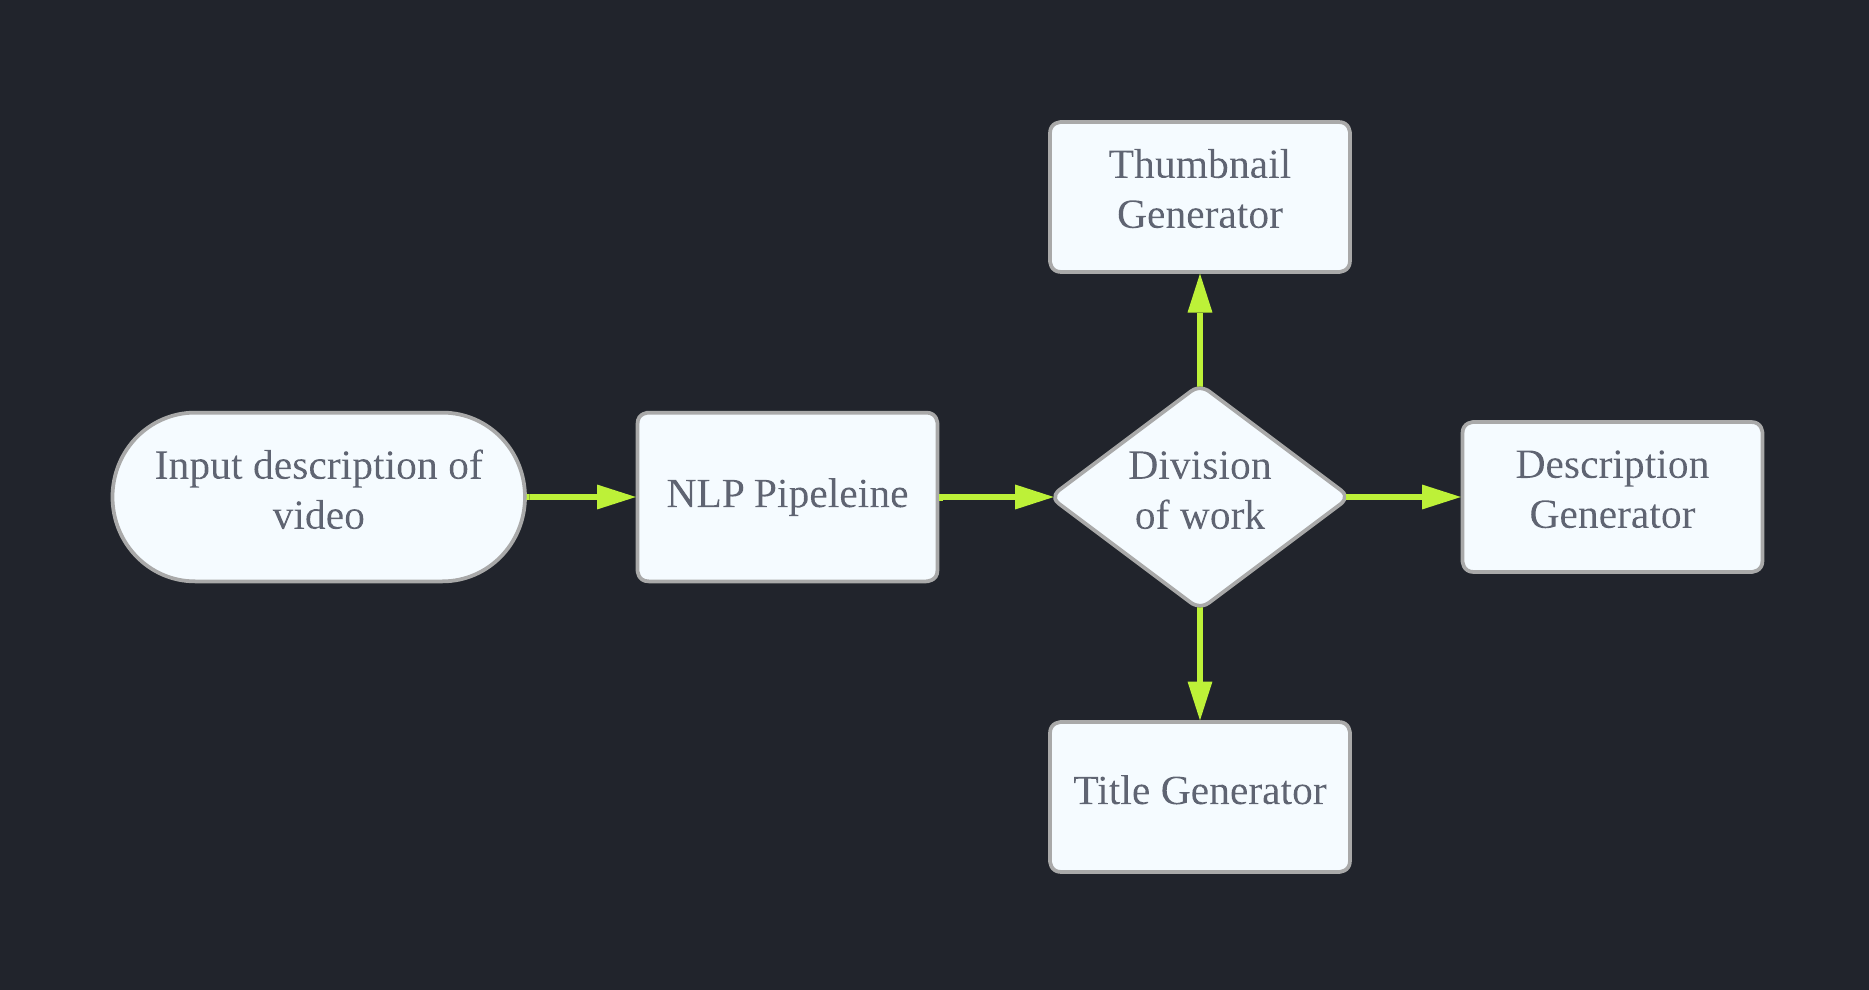 Thumbnail
Generator
Input description of
video
NLP Pipeleine
Division
of work
Description
Generator
Title Generator